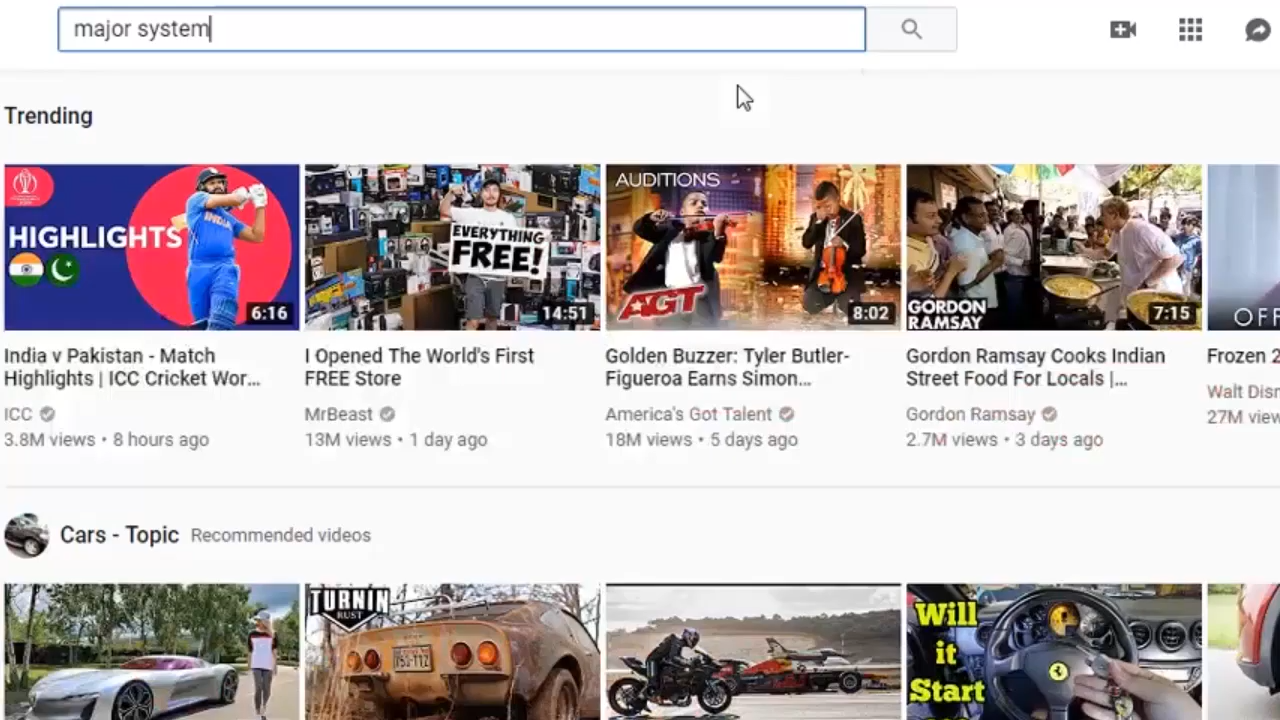 major system
Trending
HIGHLIGHTS
INDIA
6:16
EVERYTHING
FREE!
14:51
AUDITIONS
AGT
8:02
GORDON
RAMSAY
7:15
OFF
India v Pakistan - Match
Highlights | ICC Cricket Wor...
ICC
3.8M views • 8 hours ago
I Opened The World's First
FREE Store
MrBeast
13M views • 1 day ago
Golden Buzzer: Tyler Butler-
Figueroa Earns Simon...
America's Got Talent
18M views • 5 days ago
Gordon Ramsay Cooks Indian
Street Food For Locals |...
Gordon Ramsay
2.7M views • 3 days ago
Frozen 2
Walt Disn
27M view
Cars - Topic Recommended videos
TURNIN
RUST
Will
it
Start